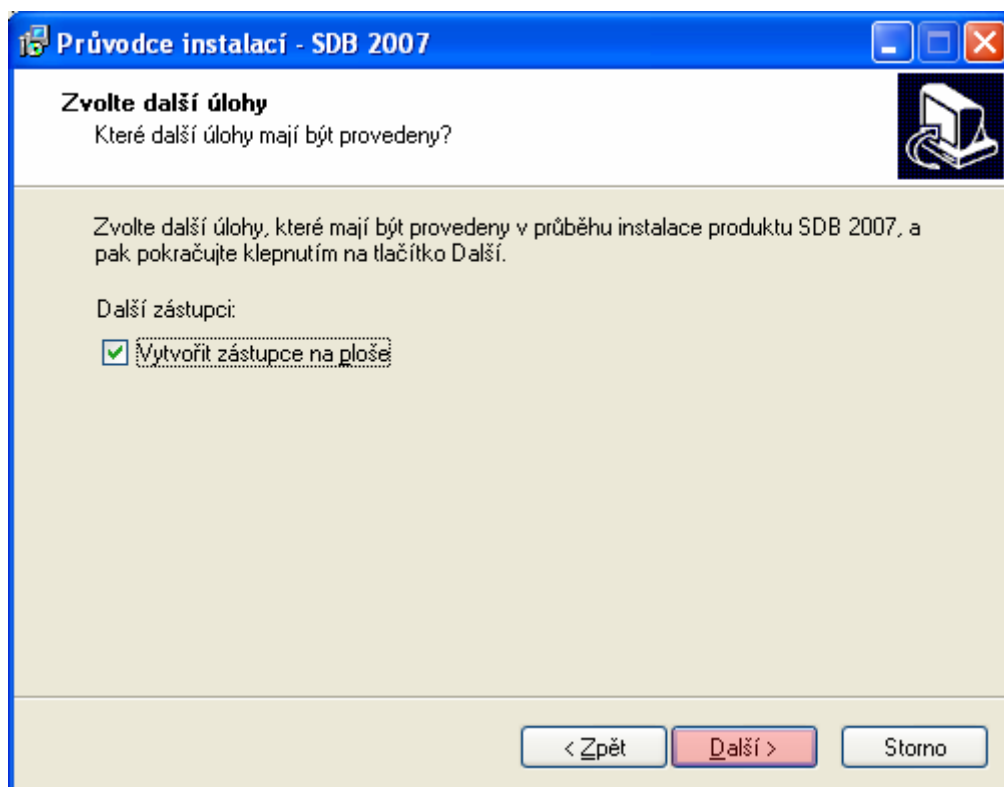 Průvodce instalací - SDB 2007
Zvolte další úlohy
Které další úlohy mají být provedeny?
Zvolte další úlohy, které mají být provedeny v průběhu instalace produktu SDB 2007, a
pak pokračujte klepnutím na tlačítko Další.
Další zástupci:
Vytvořit zástupce na ploše
< Zpět
Další >
Storno